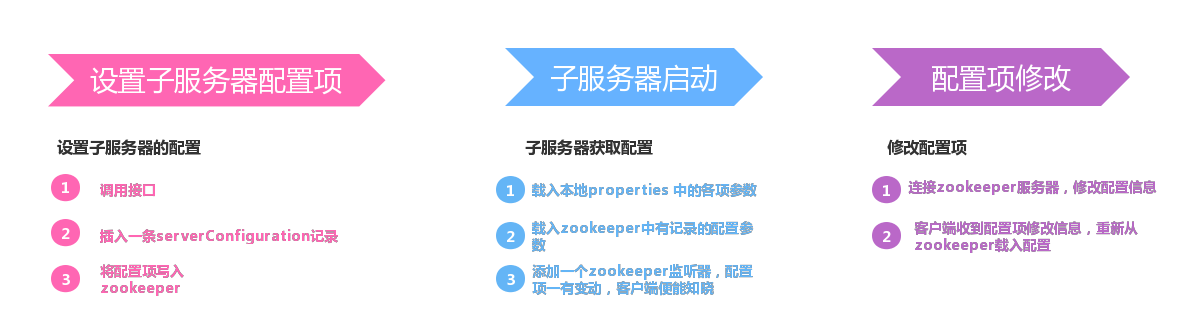 设置子服务器配置项
设置子服务器的配置
1 调用接口
2 插入一条serverConfiguration记录
3 将配置项写入
zookeeper
子服务器启动
子服务器获取配置
1 载入本地properties 中的各项参数
2 载入zookeeper中有记录的配置参
数
3 添加一个zookeeper监听器，配置
项一有变动，客户端便能知晓
配置项修改
修改配置项
1 连接zookeeper服务器，修改配置信息
2 客户端收到配置项修改信息，重新从
zookeeper载入配置